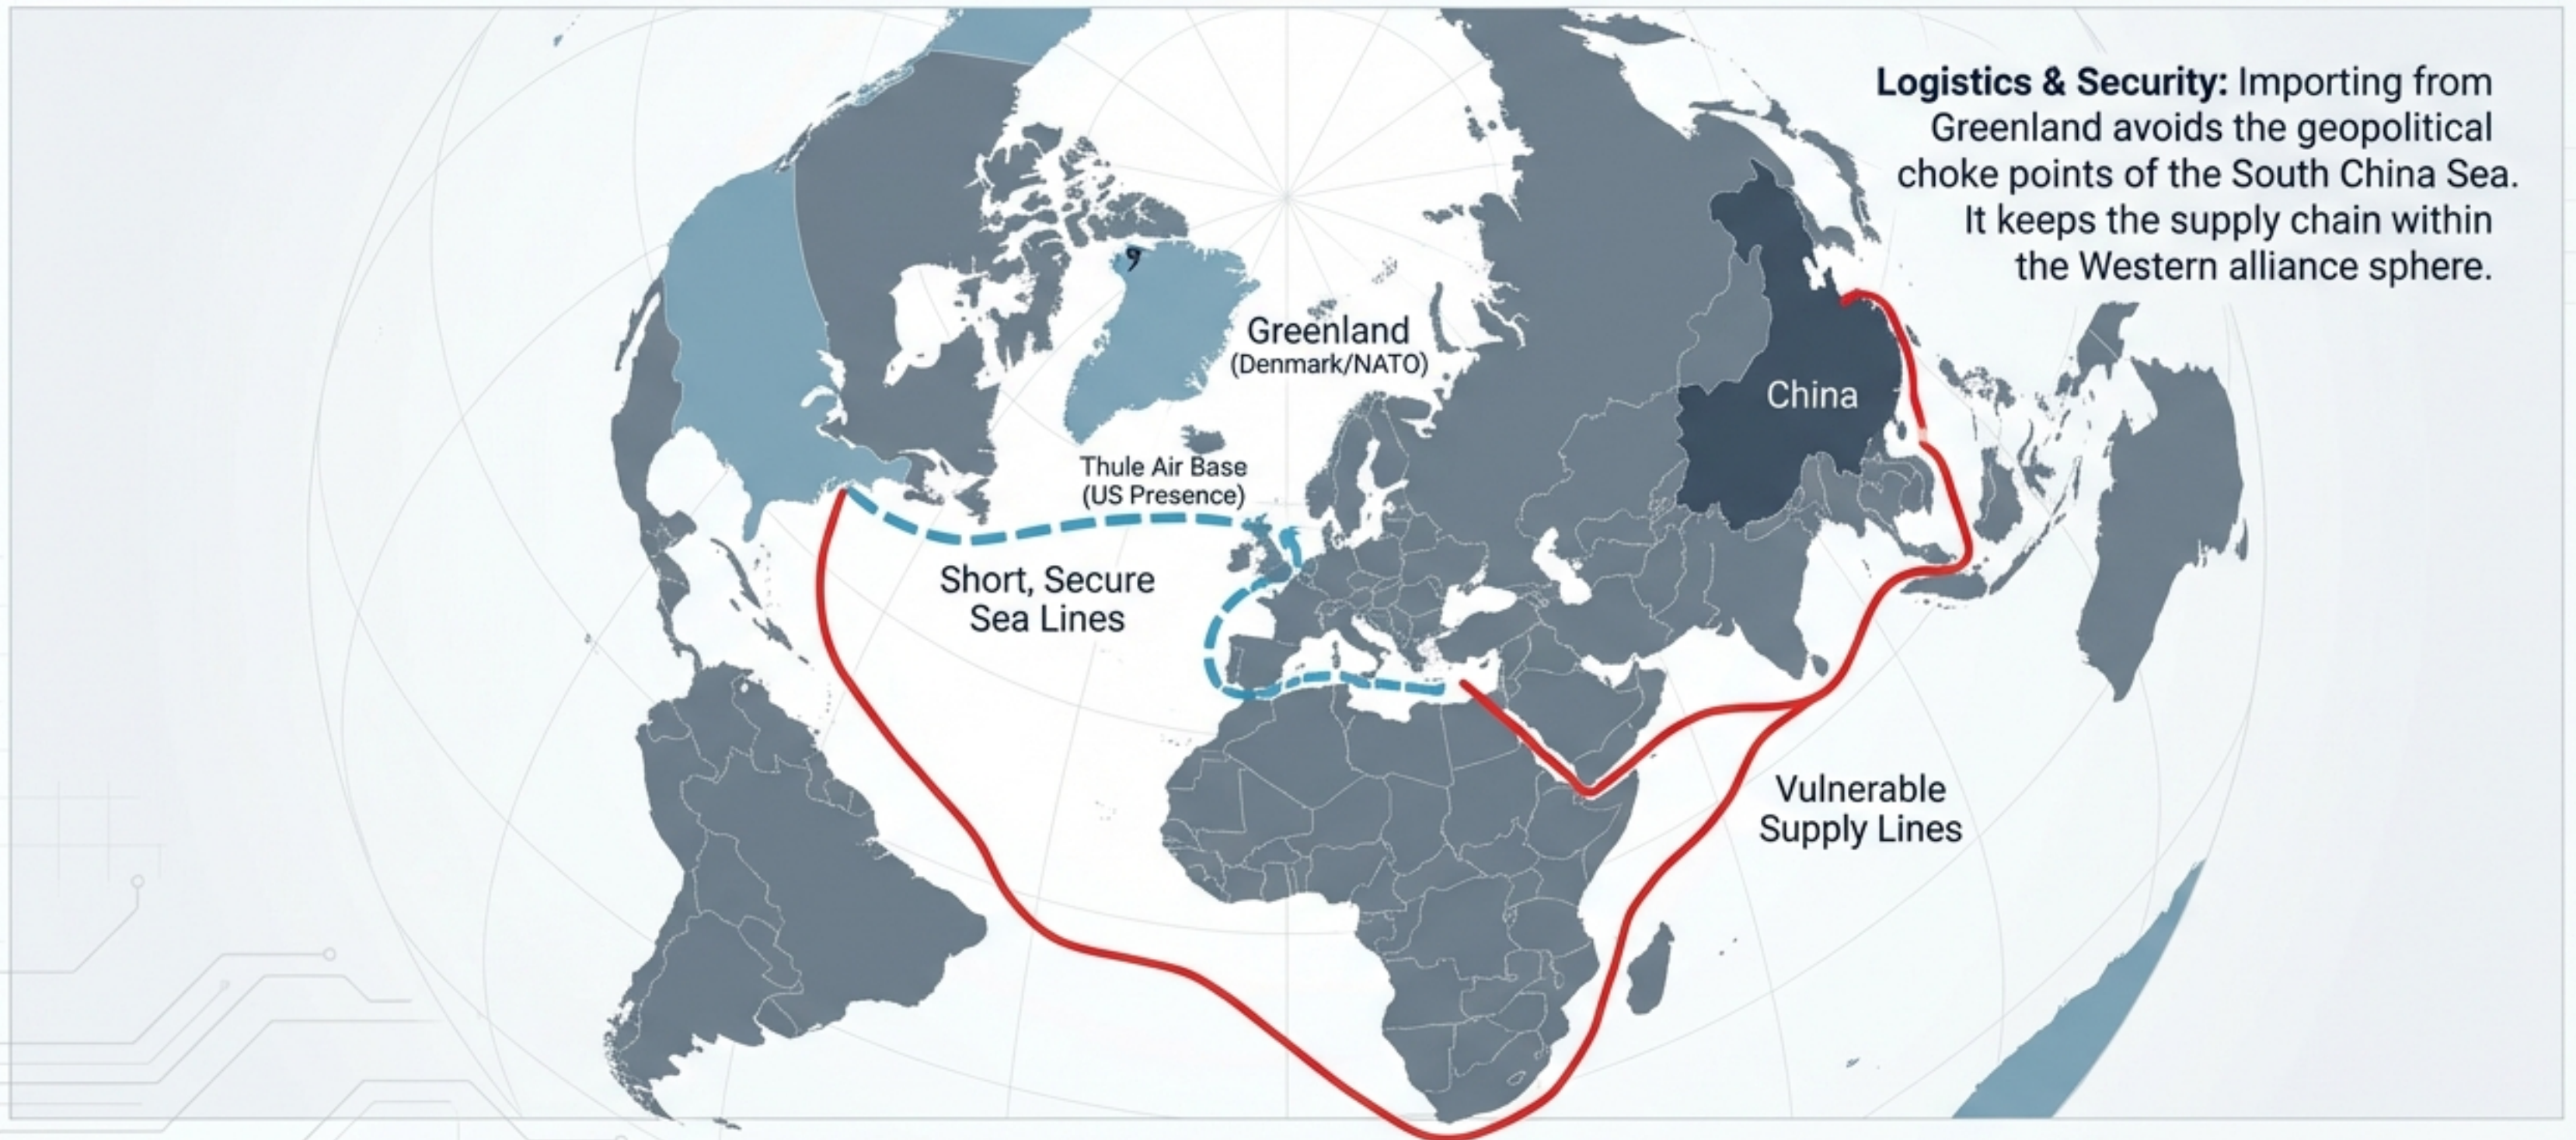 Logistics & Security: Importing from
Greenland avoids the geopolitical
choke points of the South China Sea.
It keeps the supply chain within
the Western alliance sphere.
Greenland
(Denmark/NATO)
China
Thule Air Base
(US Presence)
Short, Secure
Sea Lines
Vulnerable
Supply Lines